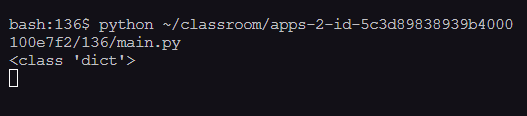 bash:136$ python ~/classroom/apps-2-id-5c3d89838939b4000
100e7f2/136/main.py
<class 'dict'>